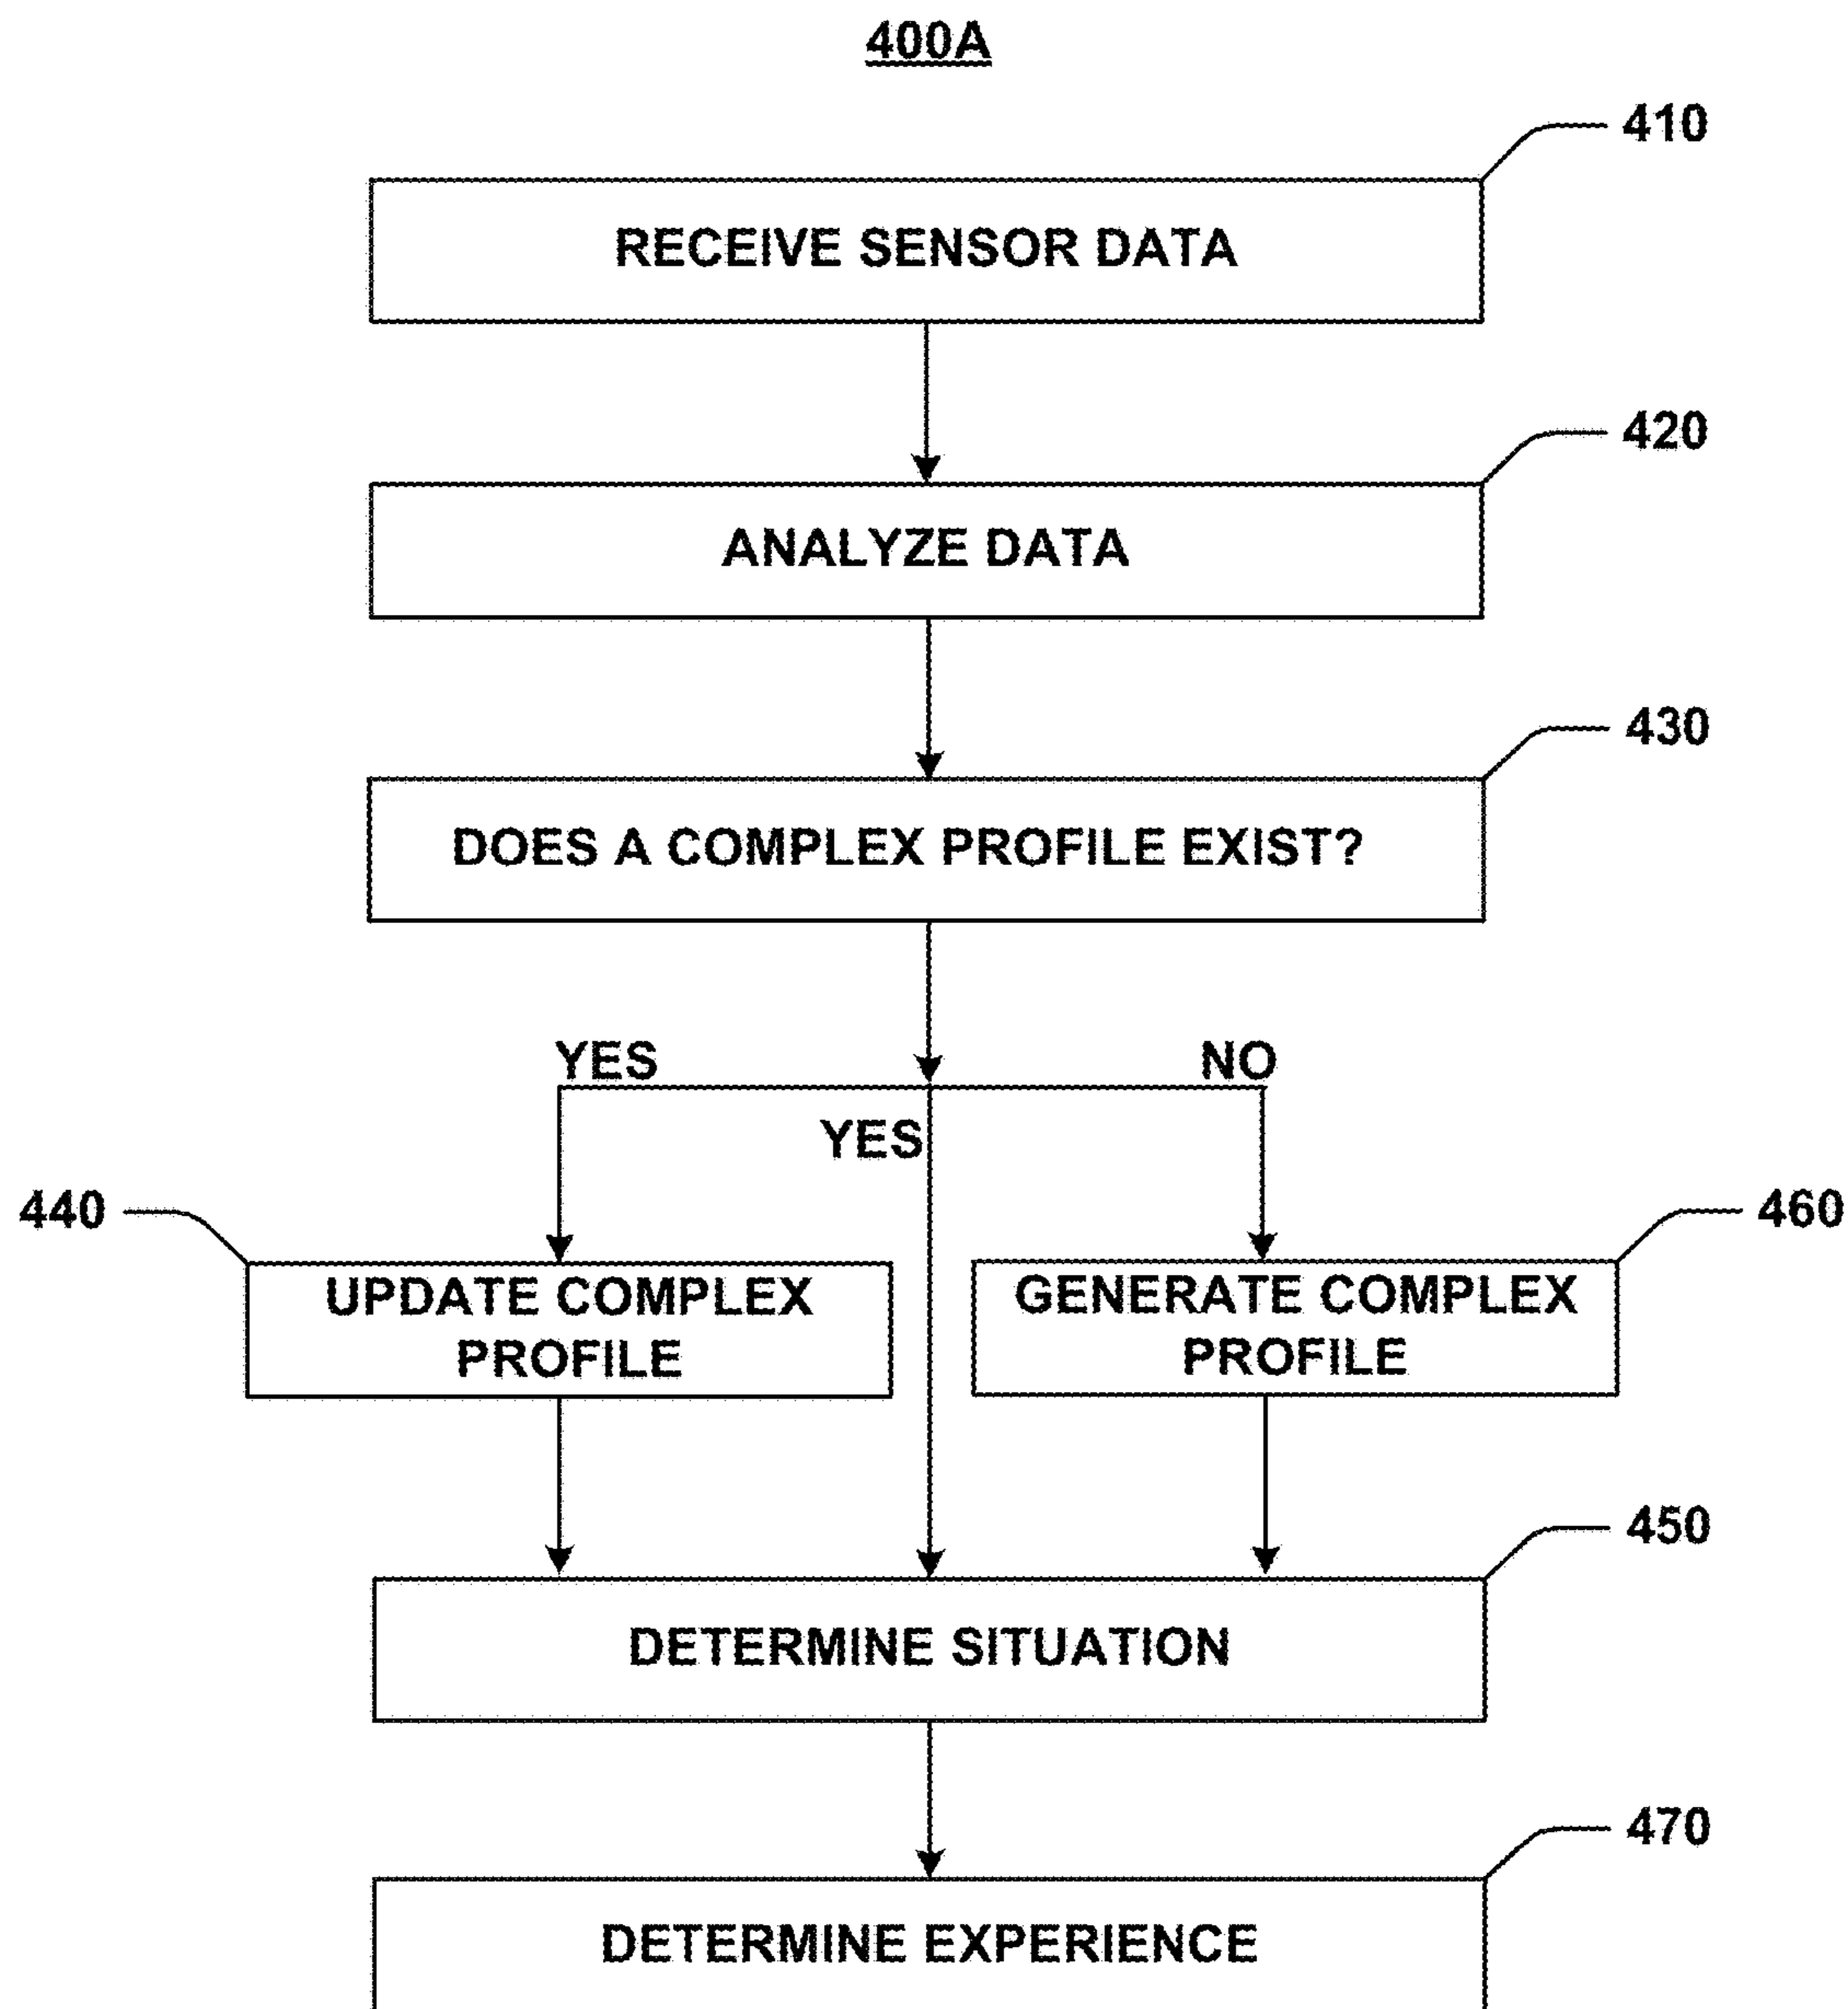 400A
410
RECEIVE SENSOR DATA
420
ANALYZE DATA
430
DOES A COMPLEX PROFILE EXIST?
YES
NO
YES
440
460
UPDATE COMPLEX
PROFILE
GENERATE COMPLEX
PROFILE
450
DETERMINE SITUATION
470
DETERMINE EXPERIENCE